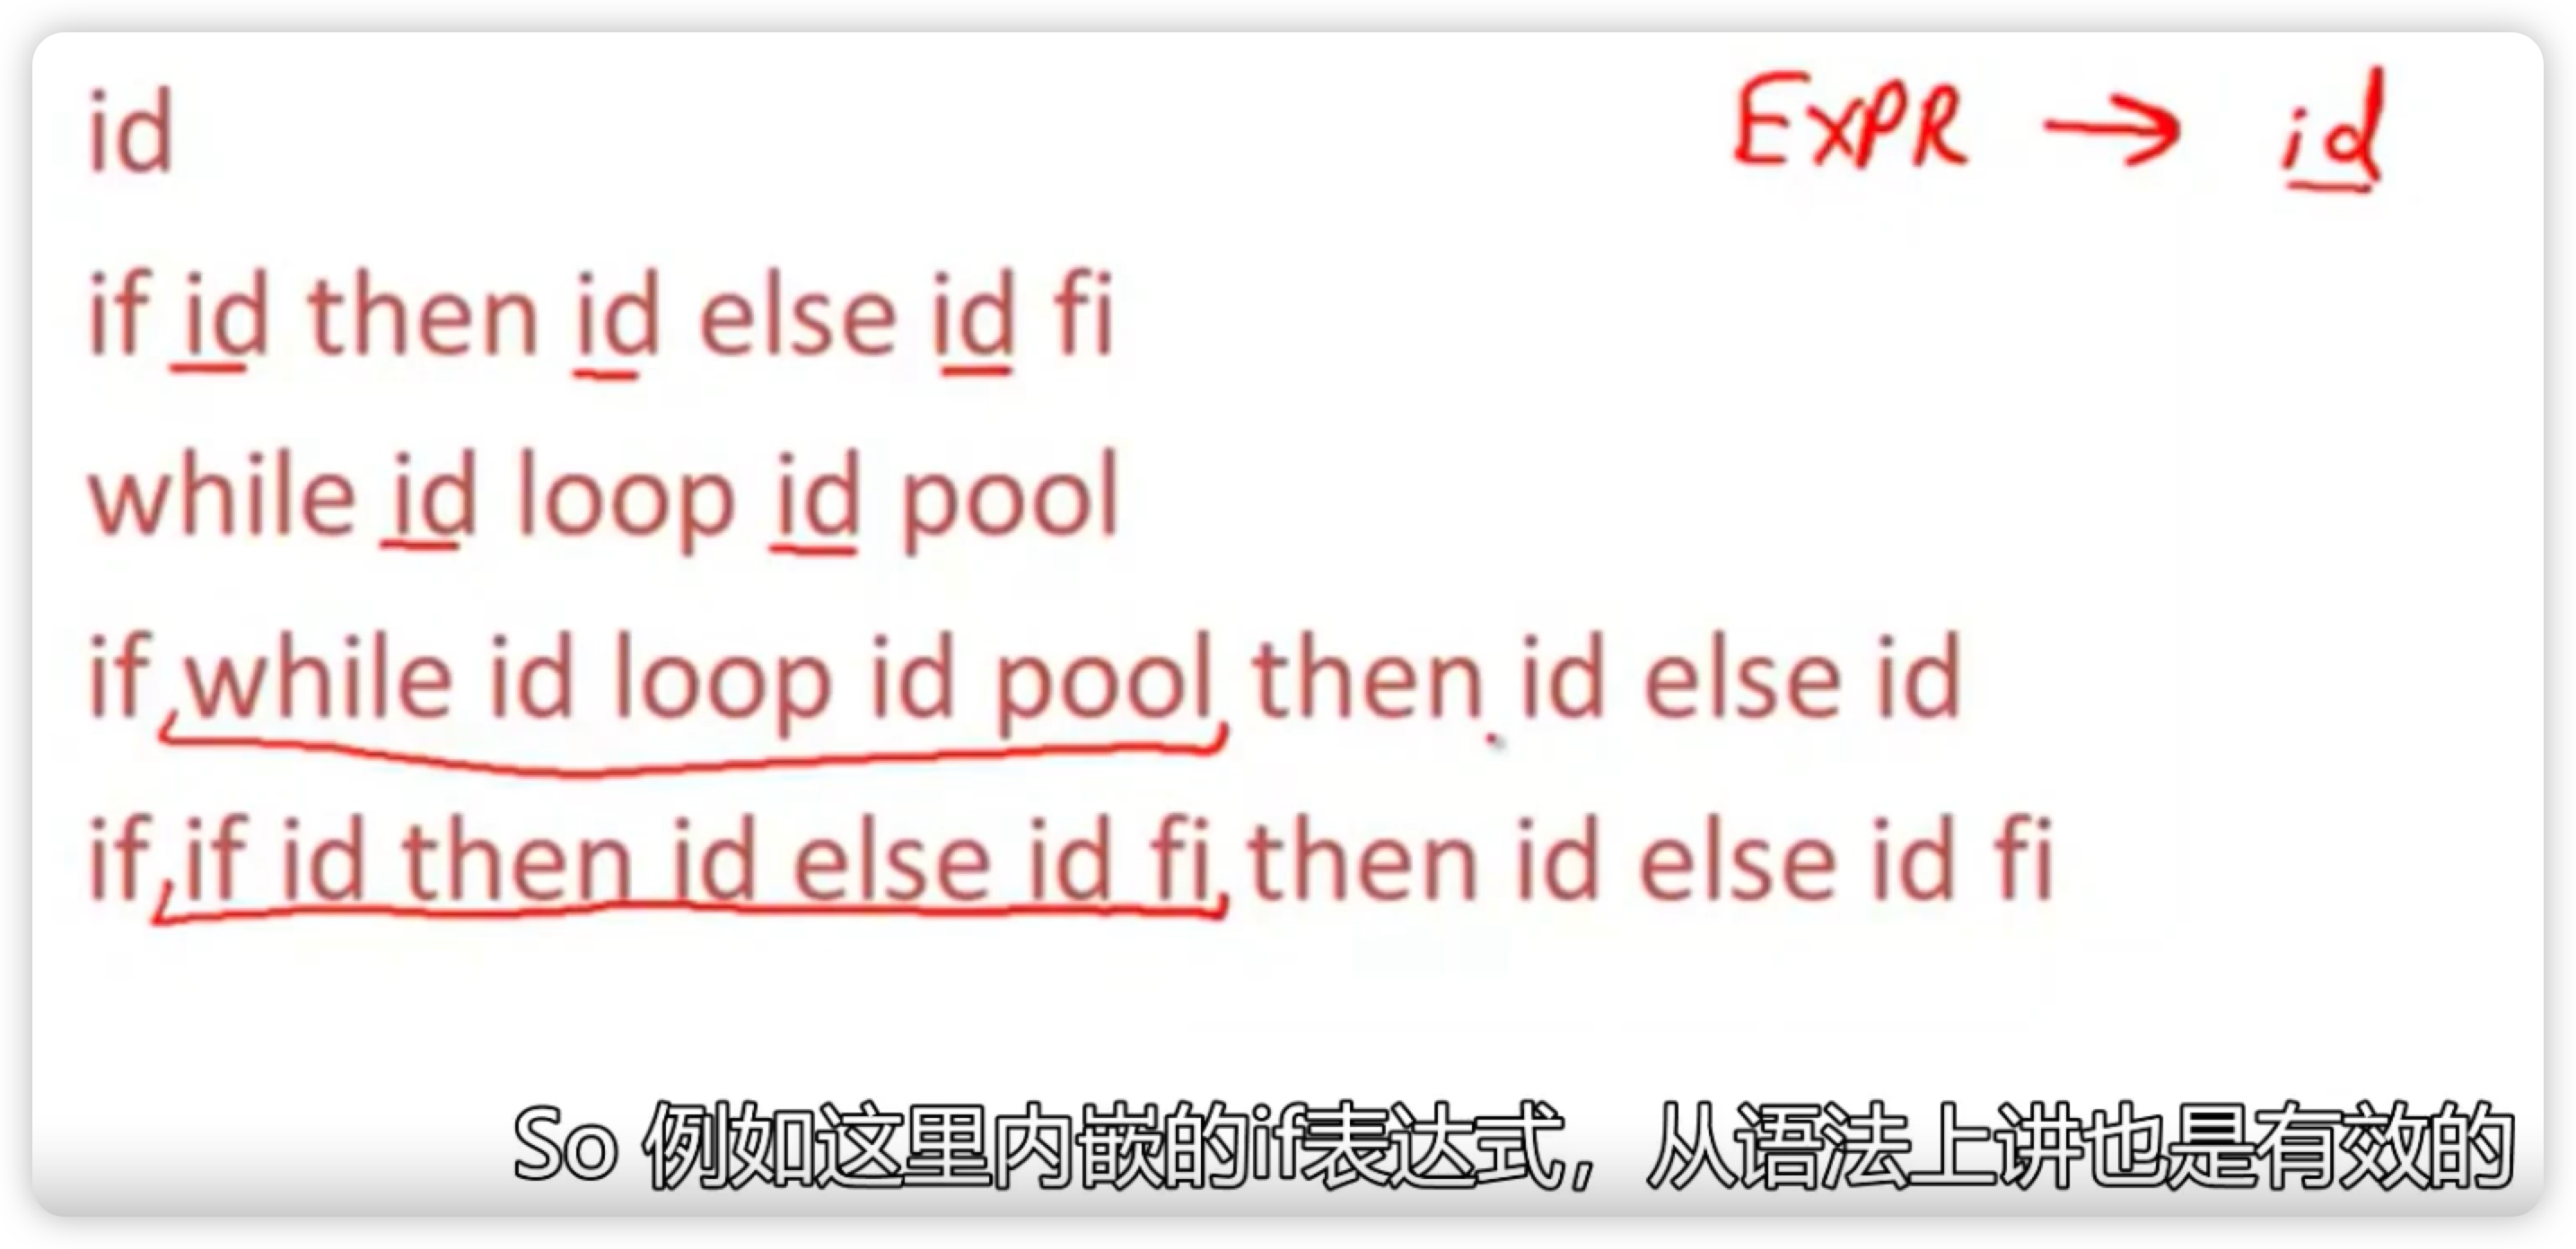 id
EXPR → id
if id then id else id fi
while id loop id pool
if while id loop id pool then id else id
if if id then id else id fi then id else id fi
So 例如这里内嵌的if表达式，从语法上讲也是有效的